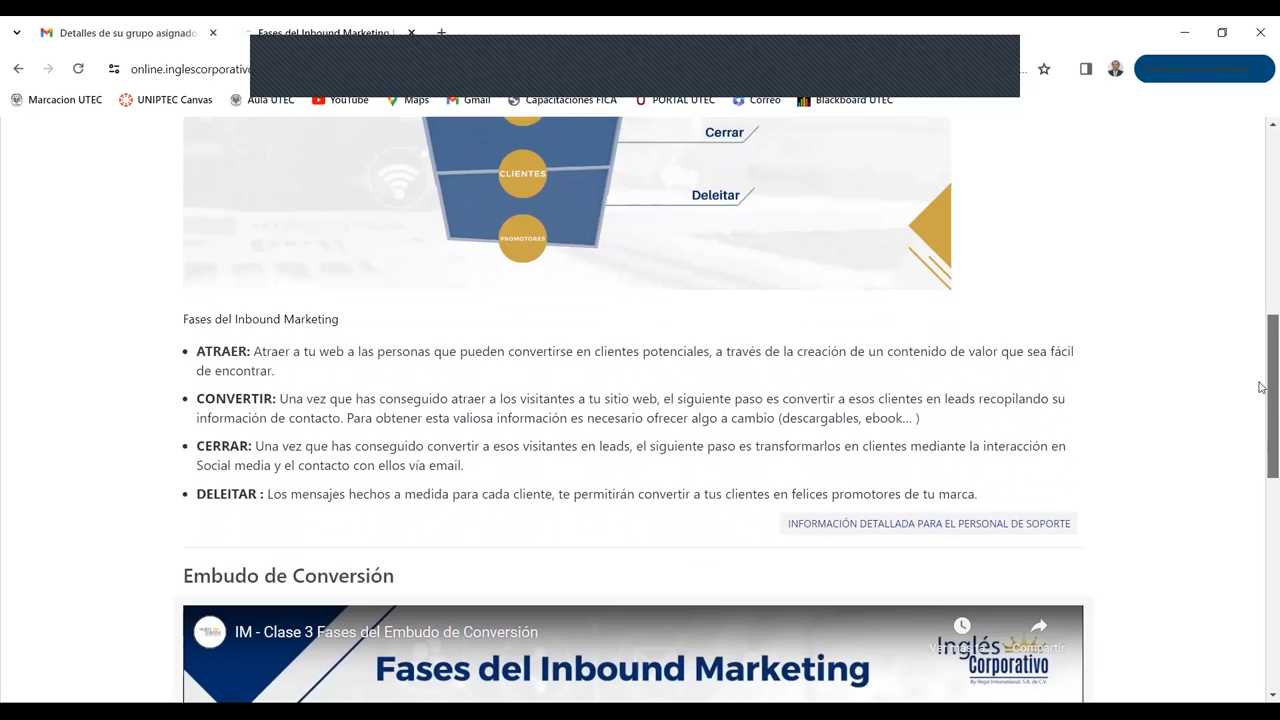 Detalles de su grupo asignado
Fases del Inbound Marketing
online.inglescorporativo
Marcacion UTEC
UNIPTEC Canvas
Aula UTEC
YouTube
Maps
Gmail
Capacitaciones FICA
PORTAL UTEC
Correo
Blackboard UTEC
Cerrar
CLIENTES
Deleitar
PROMOTORES
Fases del Inbound Marketing
ATRAER: Atraer a tu web a las personas que pueden convertirse en clientes potenciales, a través de la creación de un contenido de valor que sea fácil
de encontrar.
CONVERTIR: Una vez que has conseguido atraer a los visitantes a tu sitio web, el siguiente paso es convertir a esos clientes en leads recopilando su
información de contacto. Para obtener esta valiosa información es necesario ofrecer algo a cambio (descargables, ebook... )
CERRAR: Una vez que has conseguido convertir a esos visitantes en leads, el siguiente paso es transformarlos en clientes mediante la interacción en
Social media y el contacto con ellos vía email.
DELEITAR : Los mensajes hechos a medida para cada cliente, te permitirán convertir a tus clientes en felices promotores de tu marca.
INFORMACIÓN DETALLADA PARA EL PERSONAL DE SOPORTE
Embudo de Conversión
IM - Clase 3 Fases del Embudo de Conversión
Compartir
Inglés
Corporativo
By Regal International, S.A. de C.V.
Fases del Inbound Marketing